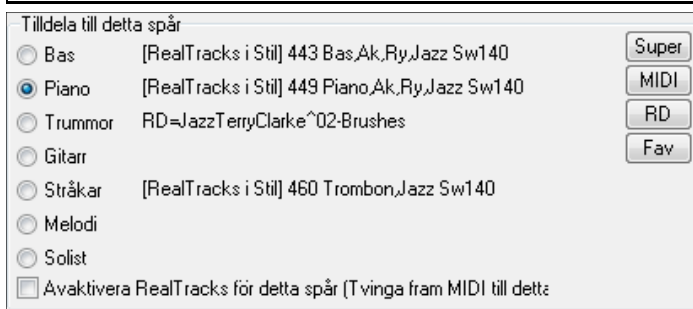 Tilldela till detta spår
Bas [RealTracks i Stil] 443 Bas,Ak,Ry,Jazz Sw140 Super
Piano [RealTracks i Stil] 449 Piano,Ak,Ry,Jazz Sw140 MIDI
Trummor RD=JazzTerryClarke^02-Brushes RD
Gitarr Fav
Stråkar [RealTracks i Stil] 460 Trombon,Jazz Sw140
Melodi
Solist
Avaktivera RealTracks för detta spår (Tvinga fram MIDI till detta